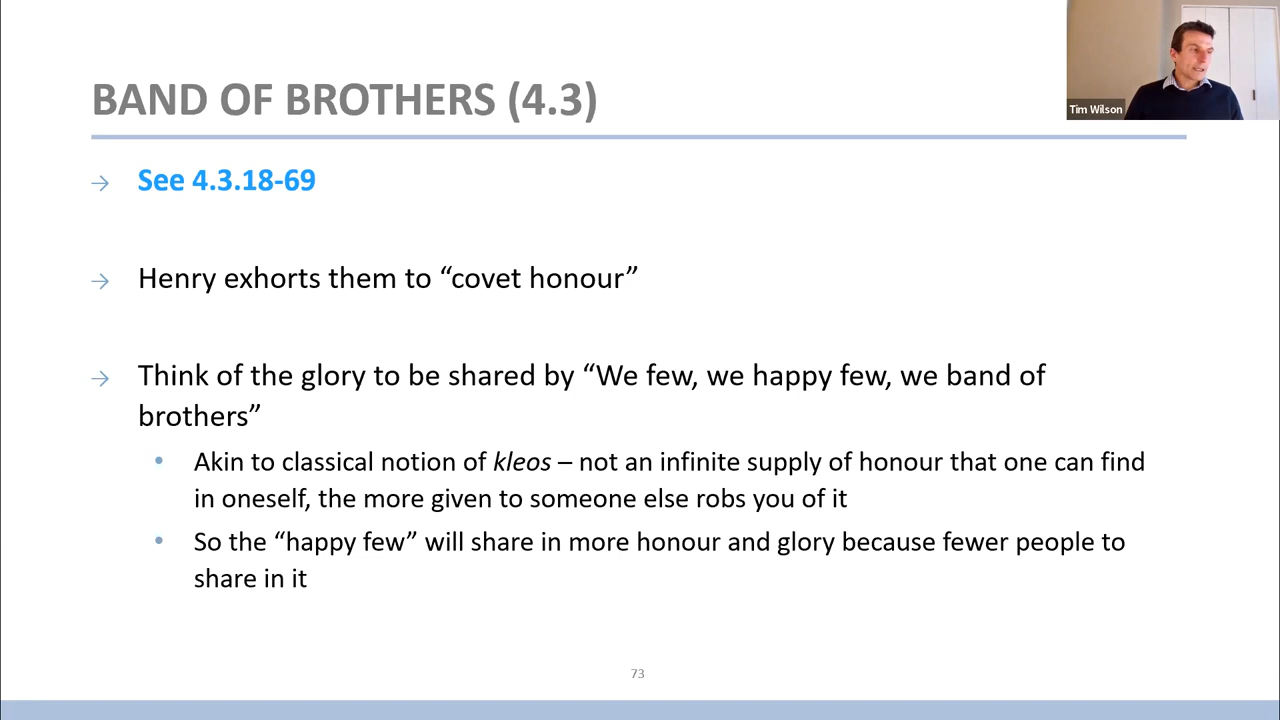 BAND OF BROTHERS (4.3)
Tim Wilson
→ See 4.3.18-69
→ Henry exhorts them to “covet honour”
→ Think of the glory to be shared by “We few, we happy few, we band of
brothers”
• Akin to classical notion of kleos – not an infinite supply of honour that one can find
in oneself, the more given to someone else robs you of it
• So the “happy few” will share in more honour and glory because fewer people to
share in it
73